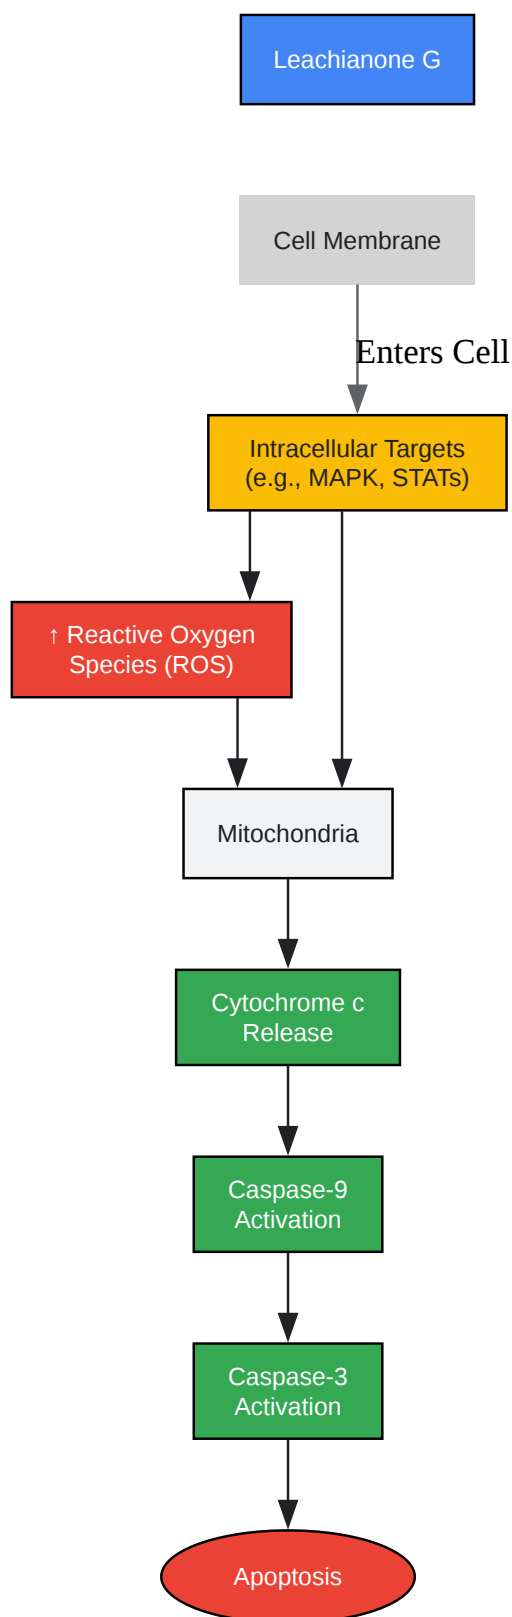 Leachianone G
Cell Membrane
Enters Cell
Intracellular Targets
(e.g., MAPK, STATs)
↑ Reactive Oxygen
Species (ROS)
Mitochondria
Cytochrome c
Release
Caspase-9
Activation
Caspase-3
Activation
Apoptosis